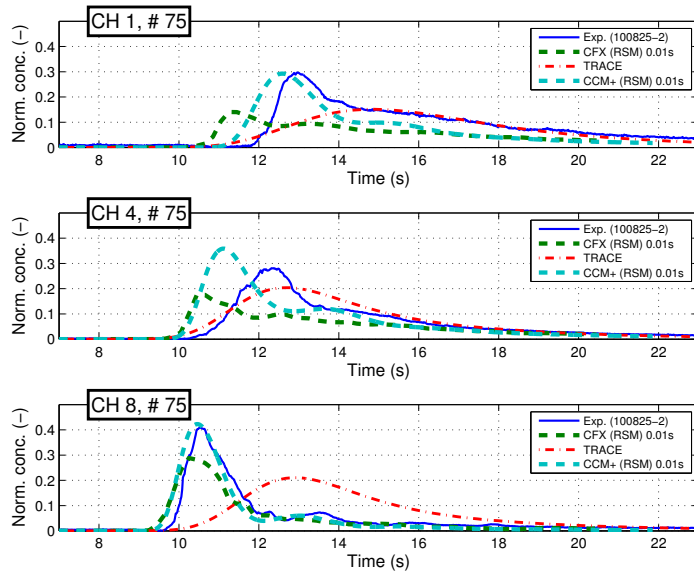 CH 1, # 75
Norm. conc. (−)
0.4
0.3
0.2
0.1
0
Exp. (100825−2)
CFX (RSM) 0.01s
TRACE
CCM+ (RSM) 0.01s
8 10 12 14 16 18 20 22
Time (s)
CH 4, # 75
Norm. conc. (−)
0.4
0.3
0.2
0.1
0
Exp. (100825−2)
CFX (RSM) 0.01s
TRACE
CCM+ (RSM) 0.01s
8 10 12 14 16 18 20 22
Time (s)
CH 8, # 75
Norm. conc. (−)
0.4
0.3
0.2
0.1
0
Exp. (100825−2)
CFX (RSM) 0.01s
TRACE
CCM+ (RSM) 0.01s
8 10 12 14 16 18 20 22
Time (s)